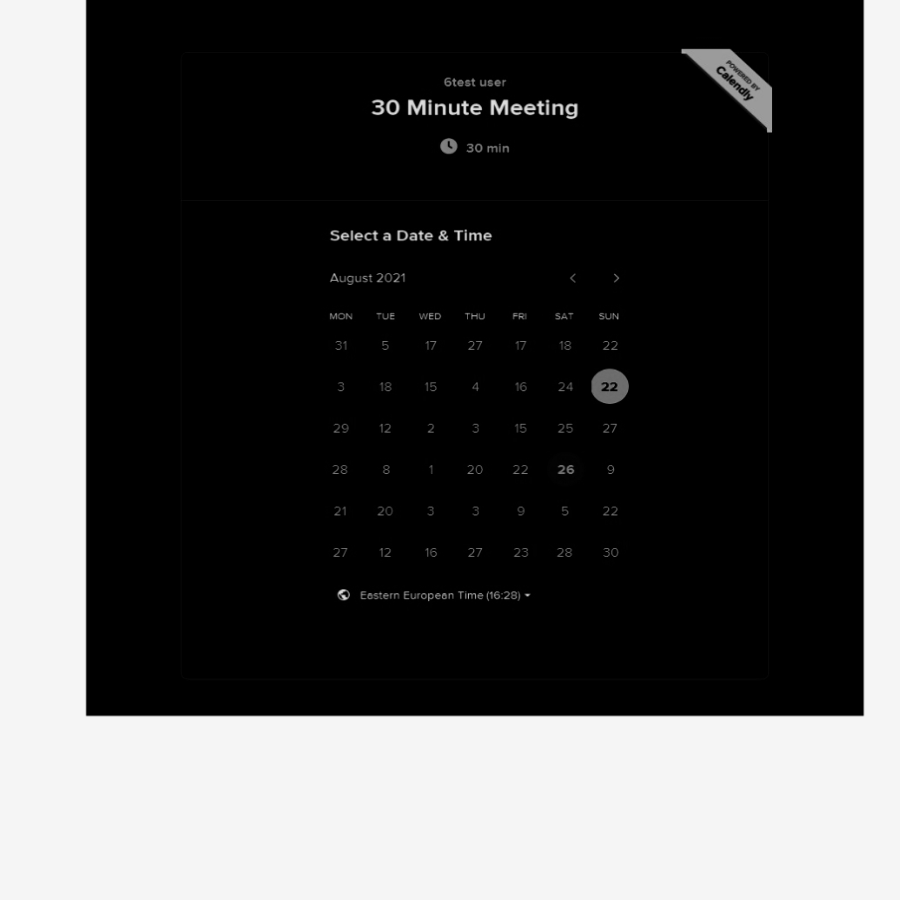 POWERED BY
Calendly
6test user
30 Minute Meeting
30 min
Select a Date & Time
August 2021
MON TUE WED THU FRI SAT SUN
31 5 17 27 17 18 22
3 18 15 4 16 24 22
29 12 2 3 15 25 27
28 8 1 20 22 26 9
21 20 3 3 9 5 22
27 12 16 27 23 28 30
Eastern European Time (16:28)